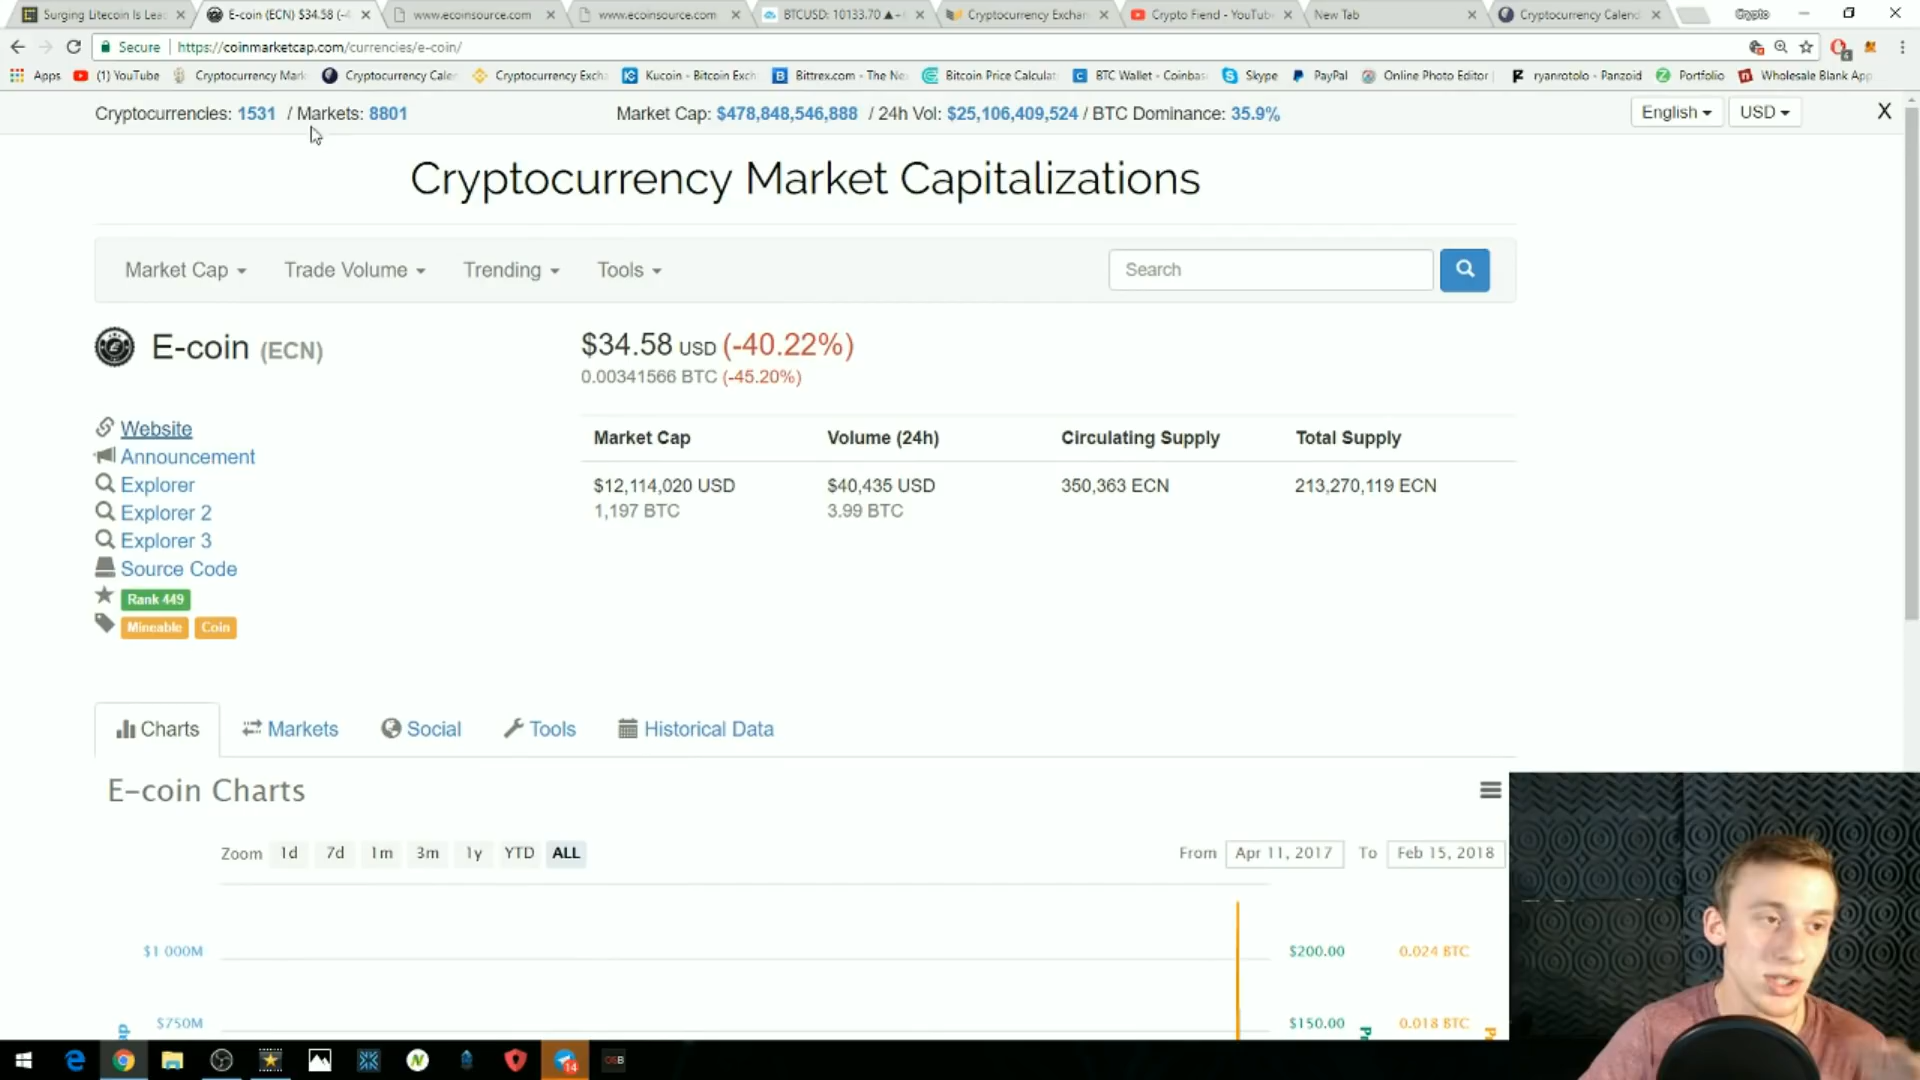 Surging Litecoin Is Lea
E-coin (ECN) $34.58 (-4
www.ecoinsource.com
www.ecoinsource.com
BTCUSD: 10133.70 ▲
Cryptocurrency Exchan
Crypto Fiend - YouTub
New Tab
Cryptocurrency Calend
Crypto
Secure
https://coinmarketcap.com/currencies/e-coin/
Apps
(1) YouTube
Cryptocurrency Mark
Cryptocurrency Cale
Cryptocurrency Exch
Kucoin - Bitcoin Exch
Bittrex.com - The Ne
Bitcoin Price Calculat
BTC Wallet - Coinbas
Skype
PayPal
Online Photo Editor
ryanrotolo - Panzoid
Portfolio
Wholesale Blank App
Cryptocurrencies: 1531 / Markets: 8801
Market Cap: $478,848,546,888 / 24h Vol: $25,106,409,524 / BTC Dominance: 35.9%
English
USD
X
Cryptocurrency Market Capitalizations
Market Cap
Trade Volume
Trending
Tools
Search
E-coin (ECN)
$34.58 USD (-40.22%)
0.00341566 BTC (-45.20%)
Website
Announcement
Explorer
Explorer 2
Explorer 3
Source Code
Rank 449
Mineable Coin
Market Cap Volume (24h) Circulating Supply Total Supply
$12,114,020 USD $40,435 USD 350,363 ECN 213,270,119 ECN
1,197 BTC 3.99 BTC
Charts
Markets
Social
Tools
Historical Data
E-coin Charts
Zoom 1d 7d 1m 3m 1y YTD ALL
From Apr 11, 2017 To Feb 15, 2018
$1 000M $200.00 0.024 BTC
$750M $150.00 0.018 BTC
14
OSB